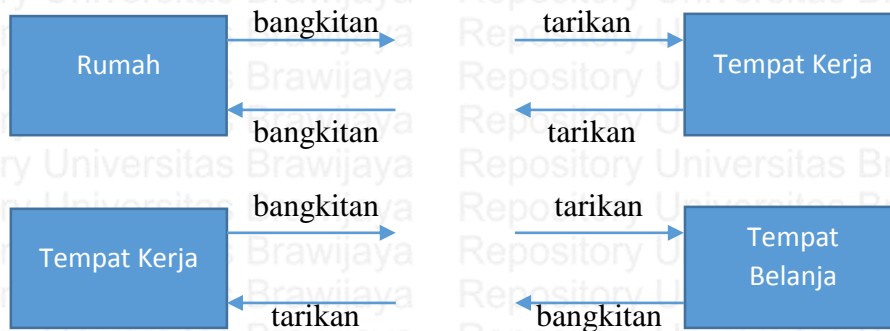 bangkitan
tarikan
Rumah
Tempat Kerja
bangkitan
tarikan
bangkitan
tarikan
Tempat Kerja
Tempat
Belanja
tarikan
bangkitan
Repository Universitas Brawijaya